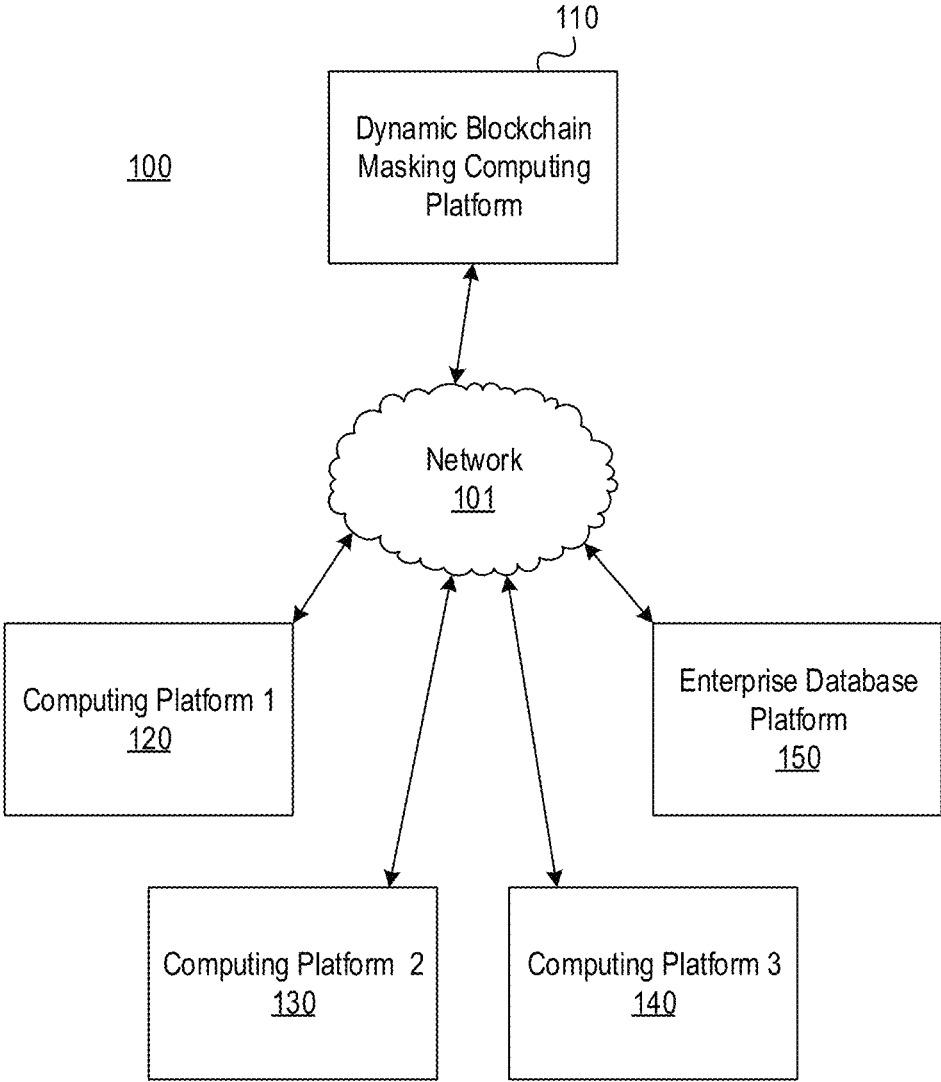 110
100
Dynamic Blockchain
Masking Computing
Platform
Network
101
Computing Platform 1
120
Enterprise Database
Platform
150
Computing Platform 2
130
Computing Platform 3
140